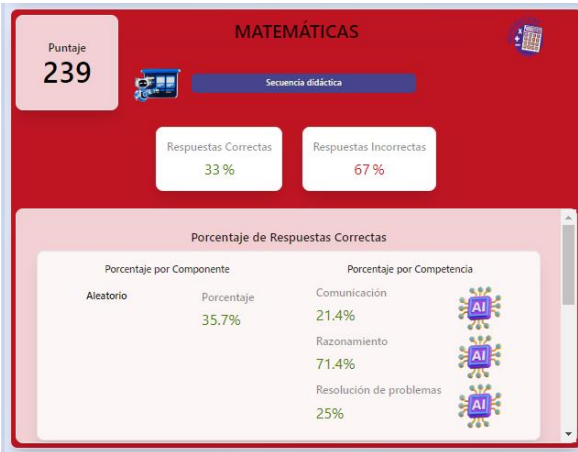 MATEMÁTICAS
Puntaje
239
Secuencia didáctica
Respuestas Correctas
33 %
Respuestas Incorrectas
67 %
Porcentaje de Respuestas Correctas
Porcentaje por Componente
Aleatorio
Porcentaje
35.7%
Porcentaje por Competencia
Comunicación
21.4%
AI
Razonamiento
71.4%
AI
Resolución de problemas
25%
AI